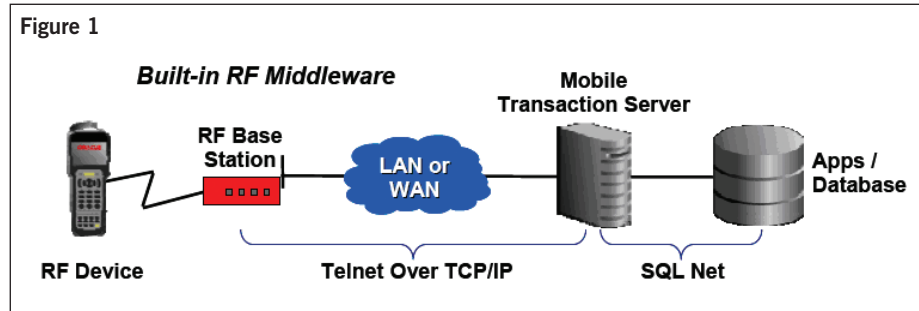 Figure 1
Built-in RF Middleware
Mobile
Transaction Server
RF Base
Station
LAN or
WAN
Apps /
Database
RF Device
Telnet Over TCP/IP
SQL Net